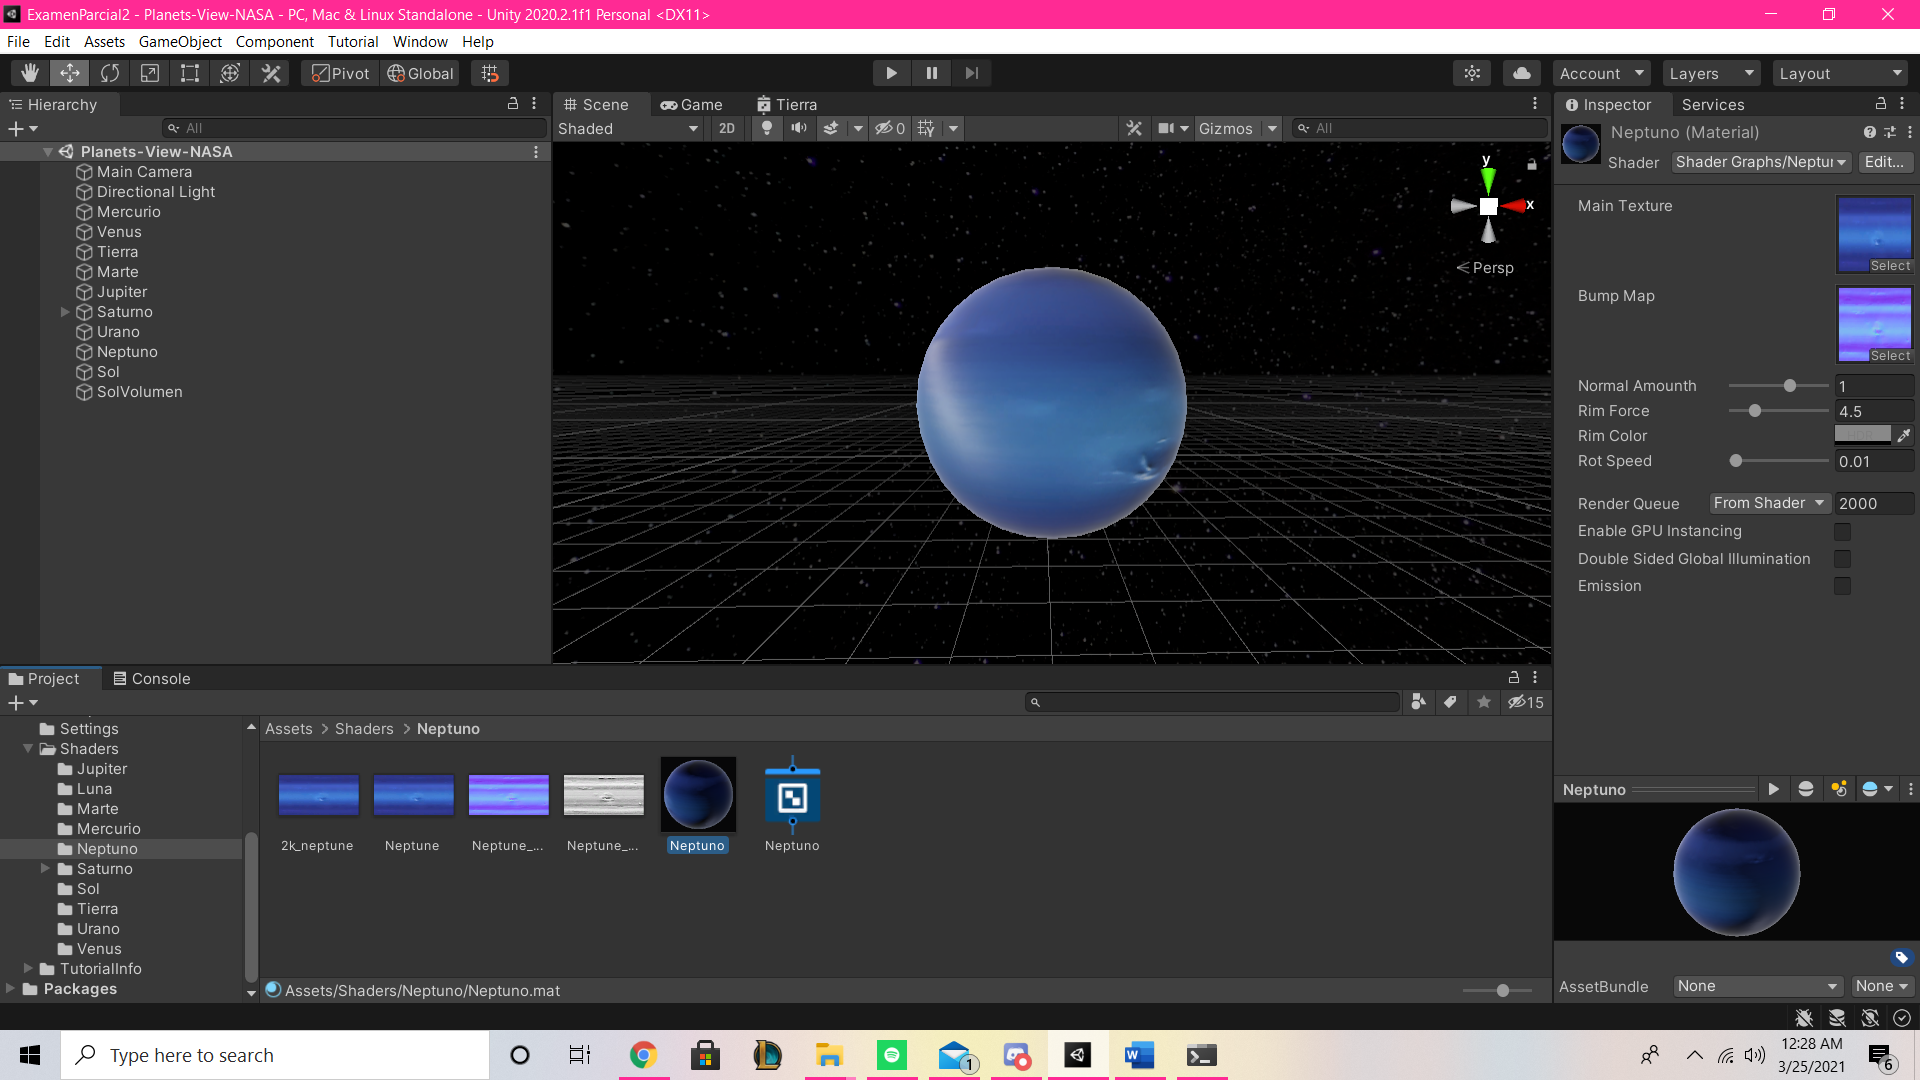 ExamenParcial2 - Planets-View-NASA - PC, Mac & Linux Standalone - Unity 2020.2.1f1 Personal <DX11>
File Edit Assets GameObject Component Tutorial Window Help
Pivot Global Account Layers Layout
Hierarchy
All
Planets-View-NASA
Main Camera
Directional Light
Mercurio
Venus
Tierra
Marte
Jupiter
Saturno
Urano
Neptuno
Sol
SolVolumen
Scene Game Tierra
Shaded 2D 0 Gizmos All
y
x
Persp
Inspector Services
Neptuno (Material)
Shader Shader Graphs/Neptur Edit...
Main Texture
Select
Bump Map
Select
Normal Amounth 1
Rim Force 4.5
Rim Color
Rot Speed 0.01
Render Queue From Shader 2000
Enable GPU Instancing
Double Sided Global Illumination
Emission
Project Console
15
Settings
Shaders
Jupiter
Luna
Marte
Mercurio
Neptuno
Saturno
Sol
Tierra
Urano
Venus
TutorialInfo
Packages
Assets > Shaders > Neptuno
2k_neptune Neptune Neptune_... Neptune_... Neptuno Neptuno
Assets/Shaders/Neptuno/Neptuno.mat
Neptuno
AssetBundle None None
Type here to search
1
12:28 AM
3/25/2021
6